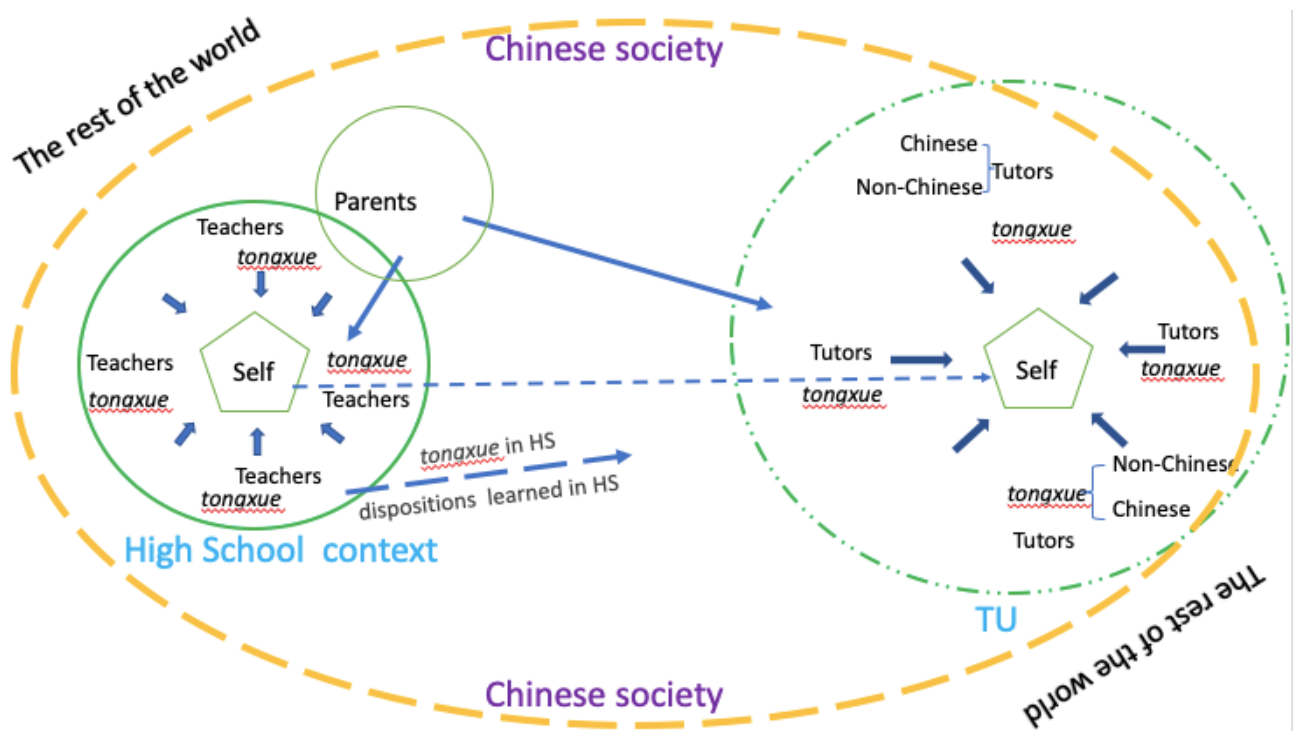 The rest of the world
Chinese society
Parents
Teachers
tongxue
Teachers
tongxue
Self
tongxue
Teachers
Teachers
tongxue
High School context
tongxue in HS
dispositions learned in HS
Chinese
Non-Chinese
Tutors
tongxue
Tutors
tongxue
Self
Tutors
tongxue
Non-Chinese
tongxue
Chinese
Tutors
TU
The rest of the world
Chinese society